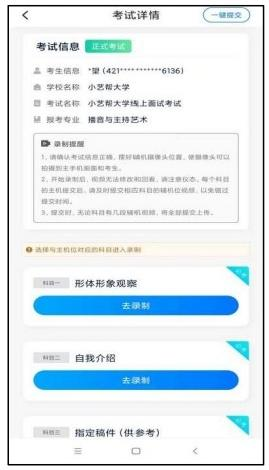 考试详情
一键提交
考试信息 正式考试
考生信息 *望 (421***********6136)
学校名称 小艺帮大学
考试名称 小艺帮大学线上面试考试
报考专业 播音与主持艺术
录制提醒
1、请确认考试信息正确，摆好辅机摄像头位置，使摄像头可以
拍摄到主手机画面和考生。
2、开始录制后，视频无法修改和回看，请注意仪态。每个科目
的主机提交后，请及时提交相应科目的辅机位视频，以免错过
提交时间。
3、提交时，无论科目有几段辅机视频，将全部提交上传。
选择与主机位对应的科目进入录制
科目一 形体形象观察
去录制
科目二 自我介绍
去录制
科目三 指定稿件 (供参考)